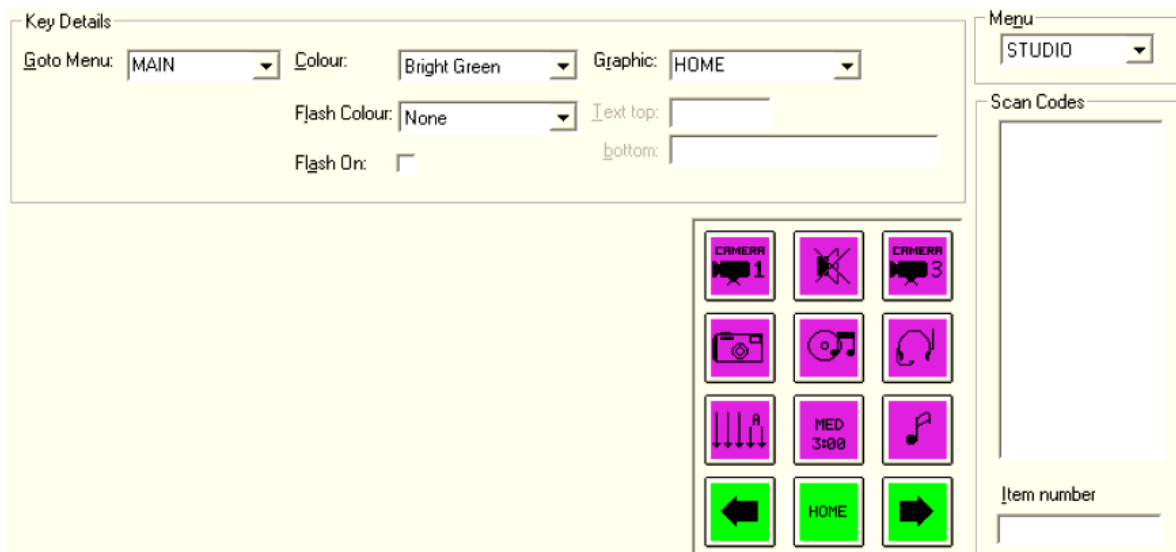 Key Details
Goto Menu: MAIN
Colour: Bright Green
Graphic: HOME
Flash Colour: None
Text top:
bottom:
Flash On:
Menu
STUDIO
Scan Codes
CAMERA
1
CAMERA
3
A
MED
3:00
HOME
Item number